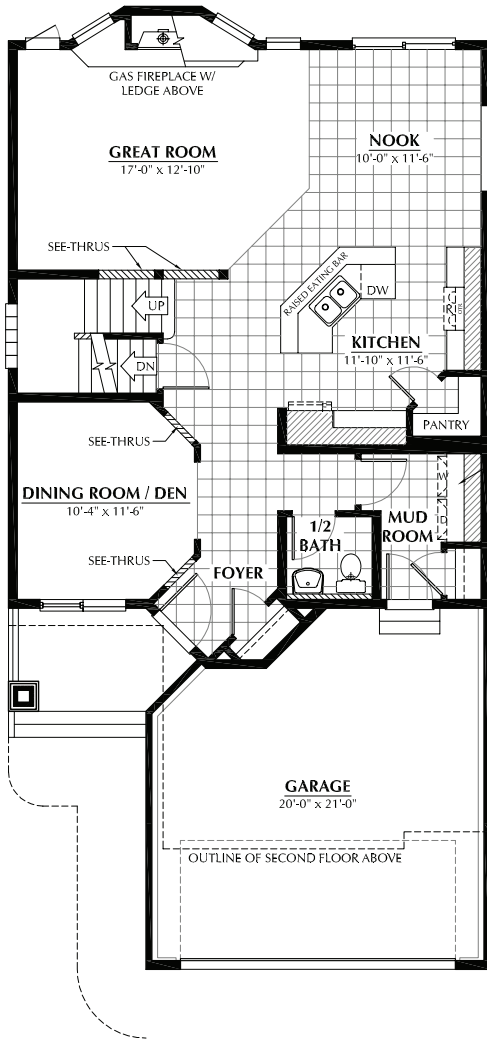 GAS FIREPLACE W/
LEDGE ABOVE
GREAT ROOM
17'-0" x 12'-10"
NOOK
10'-0" x 11'-6"
SEE-THRUS
RAISED EATING BAR
DW
UP
R
KITCHEN
11'-10" x 11'-6"
DN
PANTRY
SEE-THRUS
DINING ROOM / DEN
10'-4" x 11'-6"
W
D
MUD
ROOM
1/2
BATH
SEE-THRUS
FOYER
GARAGE
20'-0" x 21'-0"
OUTLINE OF SECOND FLOOR ABOVE